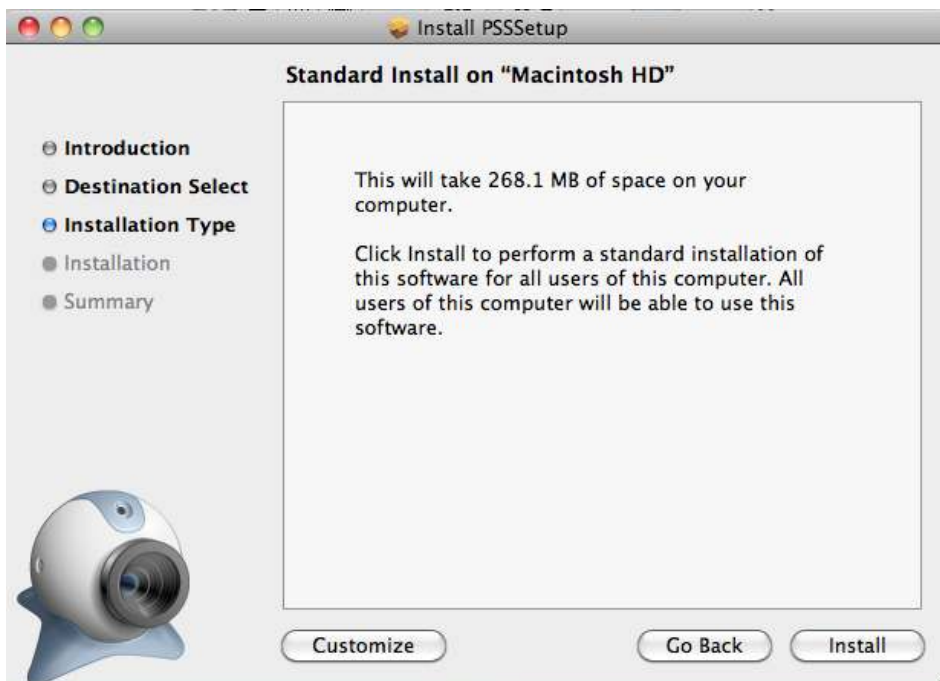 Install PSSSetup
Standard Install on “Macintosh HD”
Introduction
Destination Select
Installation Type
Installation
Summary
This will take 268.1 MB of space on your
computer.
Click Install to perform a standard installation of
this software for all users of this computer. All
users of this computer will be able to use this
software.
Customize
Go Back
Install